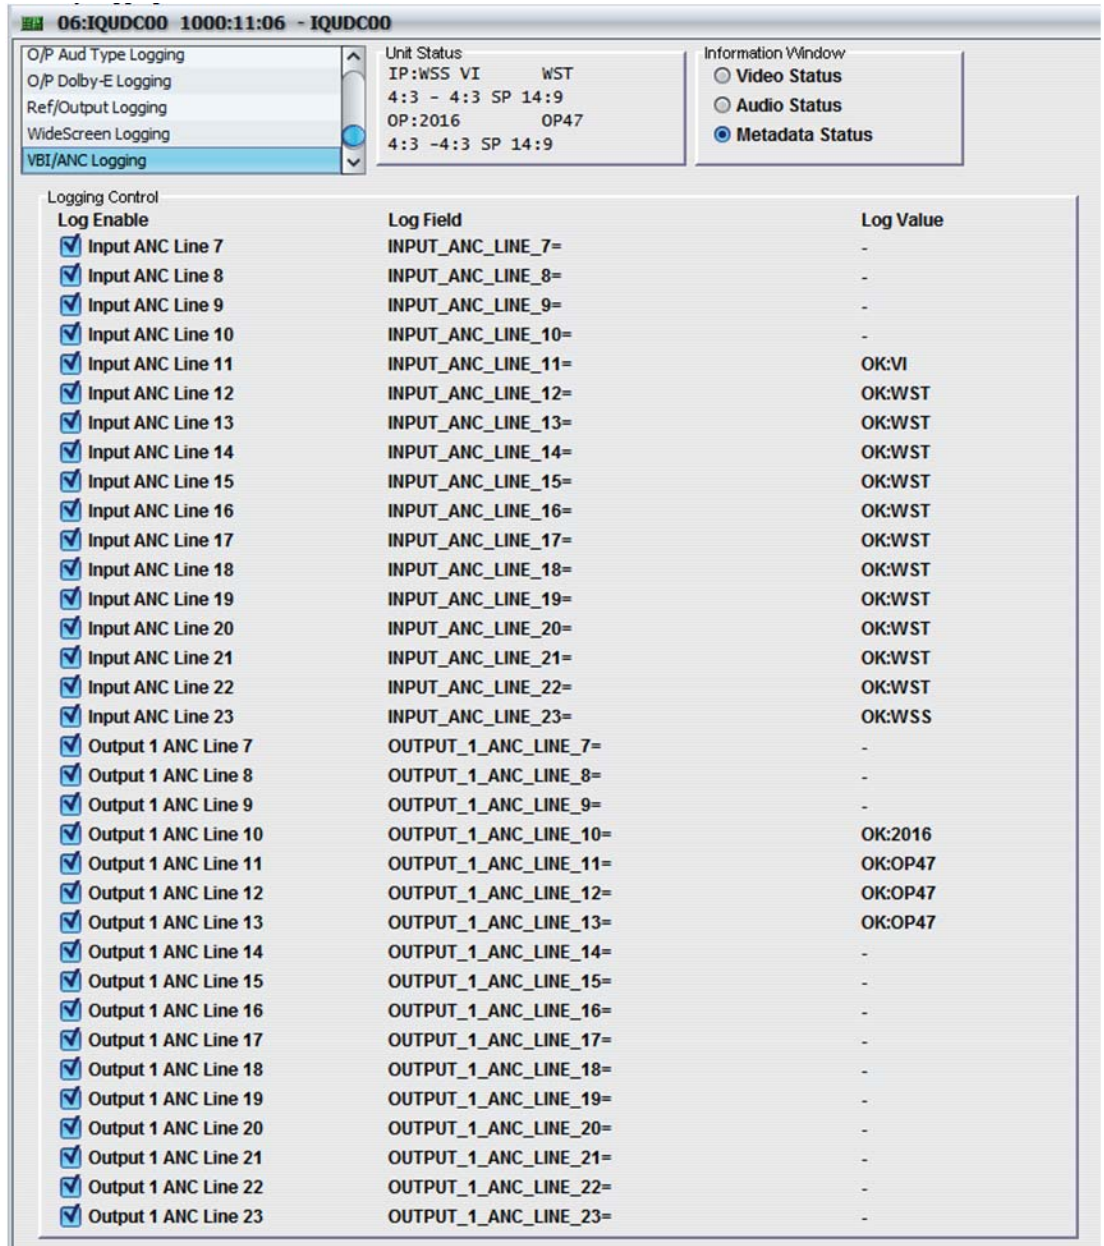 06:IQUDC00 1000:11:06 - IQUDC00
O/P Aud Type Logging
O/P Dolby-E Logging
Ref/Output Logging
WideScreen Logging
VBI/ANC Logging
Unit Status
IP:WSS VI WST
4:3 - 4:3 SP 14:9
OP:2016 OP47
4:3 -4:3 SP 14:9
Information Window
Video Status
Audio Status
Metadata Status
Logging Control
Log Enable Log Field Log Value
Input ANC Line 7 INPUT_ANC_LINE_7= -
Input ANC Line 8 INPUT_ANC_LINE_8= -
Input ANC Line 9 INPUT_ANC_LINE_9= -
Input ANC Line 10 INPUT_ANC_LINE_10= -
Input ANC Line 11 INPUT_ANC_LINE_11= OK:VI
Input ANC Line 12 INPUT_ANC_LINE_12= OK:WST
Input ANC Line 13 INPUT_ANC_LINE_13= OK:WST
Input ANC Line 14 INPUT_ANC_LINE_14= OK:WST
Input ANC Line 15 INPUT_ANC_LINE_15= OK:WST
Input ANC Line 16 INPUT_ANC_LINE_16= OK:WST
Input ANC Line 17 INPUT_ANC_LINE_17= OK:WST
Input ANC Line 18 INPUT_ANC_LINE_18= OK:WST
Input ANC Line 19 INPUT_ANC_LINE_19= OK:WST
Input ANC Line 20 INPUT_ANC_LINE_20= OK:WST
Input ANC Line 21 INPUT_ANC_LINE_21= OK:WST
Input ANC Line 22 INPUT_ANC_LINE_22= OK:WST
Input ANC Line 23 INPUT_ANC_LINE_23= OK:WSS
Output 1 ANC Line 7 OUTPUT_1_ANC_LINE_7= -
Output 1 ANC Line 8 OUTPUT_1_ANC_LINE_8= -
Output 1 ANC Line 9 OUTPUT_1_ANC_LINE_9= -
Output 1 ANC Line 10 OUTPUT_1_ANC_LINE_10= OK:2016
Output 1 ANC Line 11 OUTPUT_1_ANC_LINE_11= OK:OP47
Output 1 ANC Line 12 OUTPUT_1_ANC_LINE_12= OK:OP47
Output 1 ANC Line 13 OUTPUT_1_ANC_LINE_13= OK:OP47
Output 1 ANC Line 14 OUTPUT_1_ANC_LINE_14= -
Output 1 ANC Line 15 OUTPUT_1_ANC_LINE_15= -
Output 1 ANC Line 16 OUTPUT_1_ANC_LINE_16= -
Output 1 ANC Line 17 OUTPUT_1_ANC_LINE_17= -
Output 1 ANC Line 18 OUTPUT_1_ANC_LINE_18= -
Output 1 ANC Line 19 OUTPUT_1_ANC_LINE_19= -
Output 1 ANC Line 20 OUTPUT_1_ANC_LINE_20= -
Output 1 ANC Line 21 OUTPUT_1_ANC_LINE_21= -
Output 1 ANC Line 22 OUTPUT_1_ANC_LINE_22= -
Output 1 ANC Line 23 OUTPUT_1_ANC_LINE_23= -